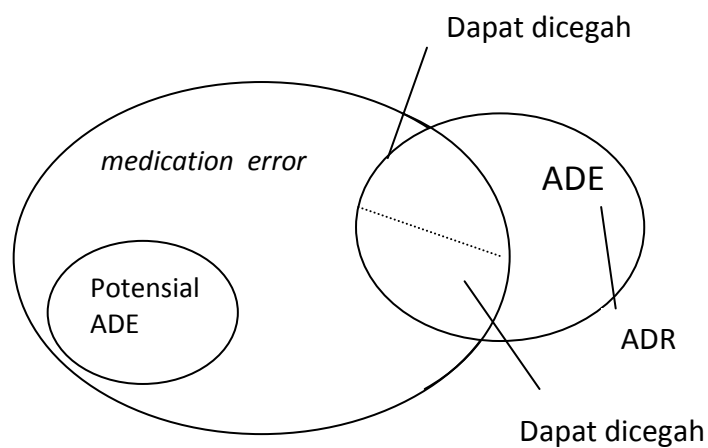 Dapat dicegah
medication error
ADE
Potensial
ADE
ADR
Dapat dicegah